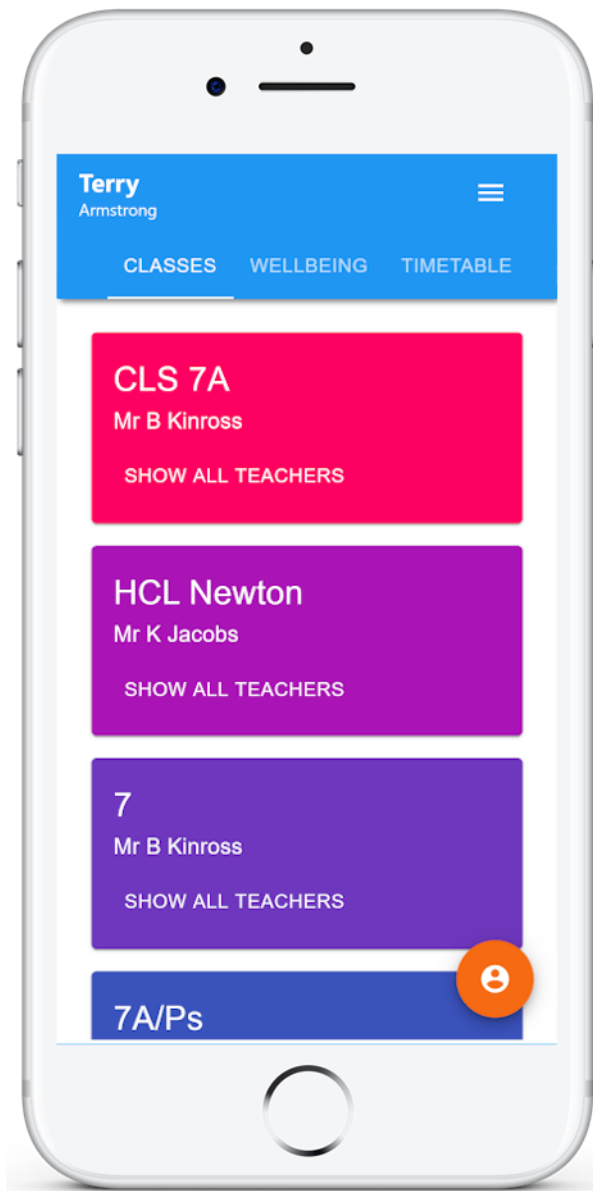 Terry
Armstrong
CLASSES WELLBEING TIMETABLE
CLS 7A
Mr B Kinross
SHOW ALL TEACHERS
HCL Newton
Mr K Jacobs
SHOW ALL TEACHERS
7
Mr B Kinross
SHOW ALL TEACHERS
7A/Ps